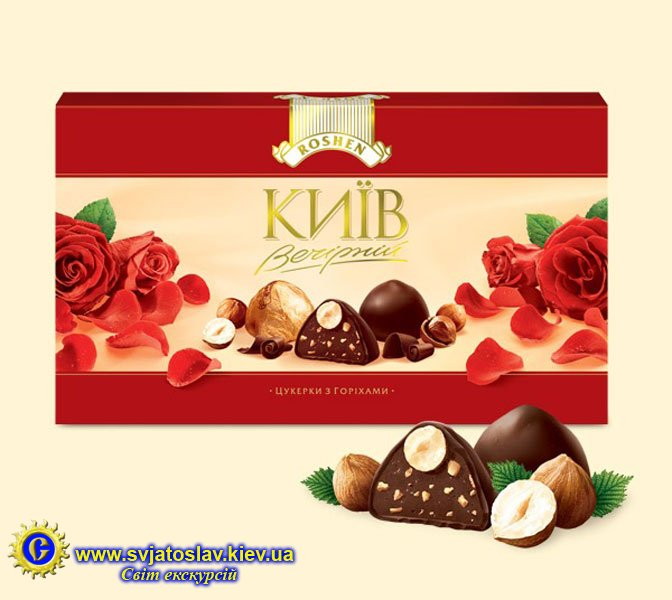 ROSHEN
КИЇВ
Вечірній
· ЦУКЕРКИ З ГОРІХАМИ ·
www.svjatoslav.kiev.ua
Світ екскурсій